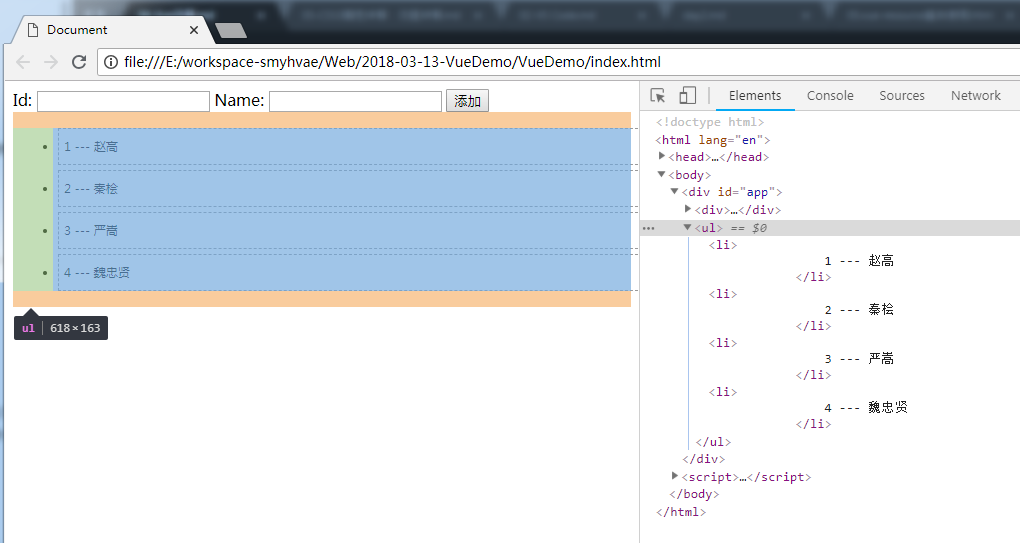 Document
file:///E:/workspace-smyhvae/Web/2018-03-13-VueDemo/VueDemo/index.html
Id: Name: 添加
1 --- 赵高
2 --- 秦桧
3 --- 严嵩
4 --- 魏忠贤
ul 618×163
Elements Console Sources Network
<!doctype html>
<html lang="en">
<head>…</head>
<body>
<div id="app">
<div>…</div>
<ul> == $0
<li>
1 --- 赵高
</li>
<li>
2 --- 秦桧
</li>
<li>
3 --- 严嵩
</li>
<li>
4 --- 魏忠贤
</li>
</ul>
</div>
<script>…</script>
</body>
</html>